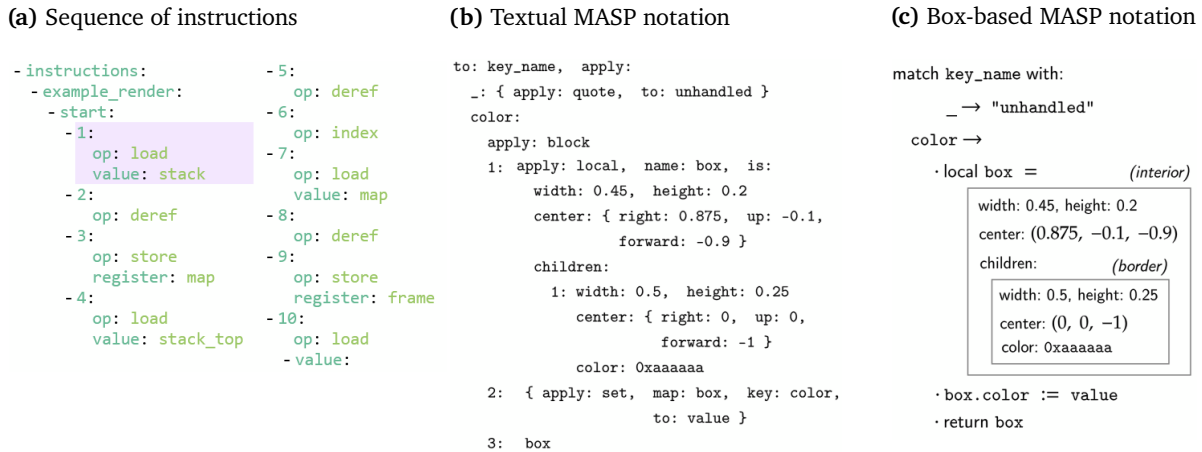 (a) Sequence of instructions
- instructions:
- example_render:
- start:
- 1:
op: load
value: stack
- 2:
op: deref
- 3:
op: store
register: map
- 4:
op: load
value: stack_top
- 5:
op: deref
- 6:
op: index
- 7:
op: load
value: map
- 8:
op: deref
- 9:
op: store
register: frame
- 10:
op: load
- value:
(b) Textual MASP notation
to: key_name, apply:
_: { apply: quote, to: unhandled }
color:
apply: block
1: apply: local, name: box, is:
width: 0.45, height: 0.2
center: { right: 0.875, up: -0.1,
forward: -0.9 }
children:
1: width: 0.5, height: 0.25
center: { right: 0, up: 0,
forward: -1 }
color: 0xaaaaaa
2: { apply: set, map: box, key: color,
to: value }
3: box
(c) Box-based MASP notation
match key_name with:
_ → "unhandled"
color →
· local box = (interior)
width: 0.45, height: 0.2
center: (0.875, −0.1, −0.9)
children: (border)
width: 0.5, height: 0.25
center: (0, 0, −1)
color: 0xaaaaaa
· box.color := value
· return box